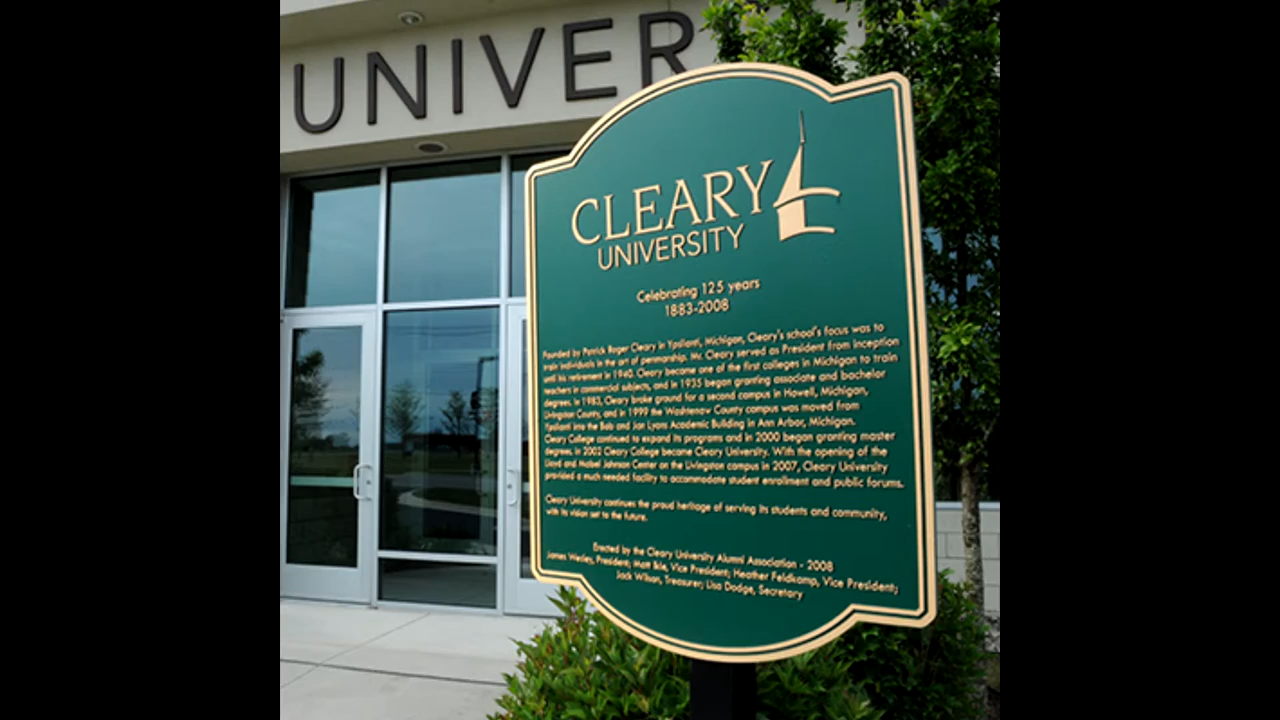 UNIVER
CLEARY
UNIVERSITY
Celebrating 125 years
1883-2008
Founded by Patrick Roger Cleary in Ypsilanti, Michigan, Cleary's school's focus was to
train individuals in the art of penmanship. Mr. Cleary served as President from inception
until his retirement in 1940. Cleary became one of the first colleges in Michigan to train
teachers in commercial subjects, and in 1935 began granting associate and bachelor
degrees. In 1983, Cleary broke ground for a second campus in Howell, Michigan,
Livingston County, and in 1999 the Washtenaw County campus was moved from
Ypsilanti into the Bob and Jan Lyons Academic Building in Ann Arbor, Michigan.
Cleary College continued to expand its programs and in 2000 began granting master
degrees. In 2002 Cleary College became Cleary University. With the opening of the
Lloyd and Mabel Johnson Center on the Livingston campus in 2007, Cleary University
provided a much needed facility to accommodate student enrollment and public forums.
Cleary University continues the proud heritage of serving its students and community,
with its vision set to the future.
Erected by the Cleary University Alumni Association - 2008
James Wesley, President; Matt Ikle, Vice President; Heather Feldkamp, Vice President;
Jack Wilson, Treasurer; Lisa Dodge, Secretary